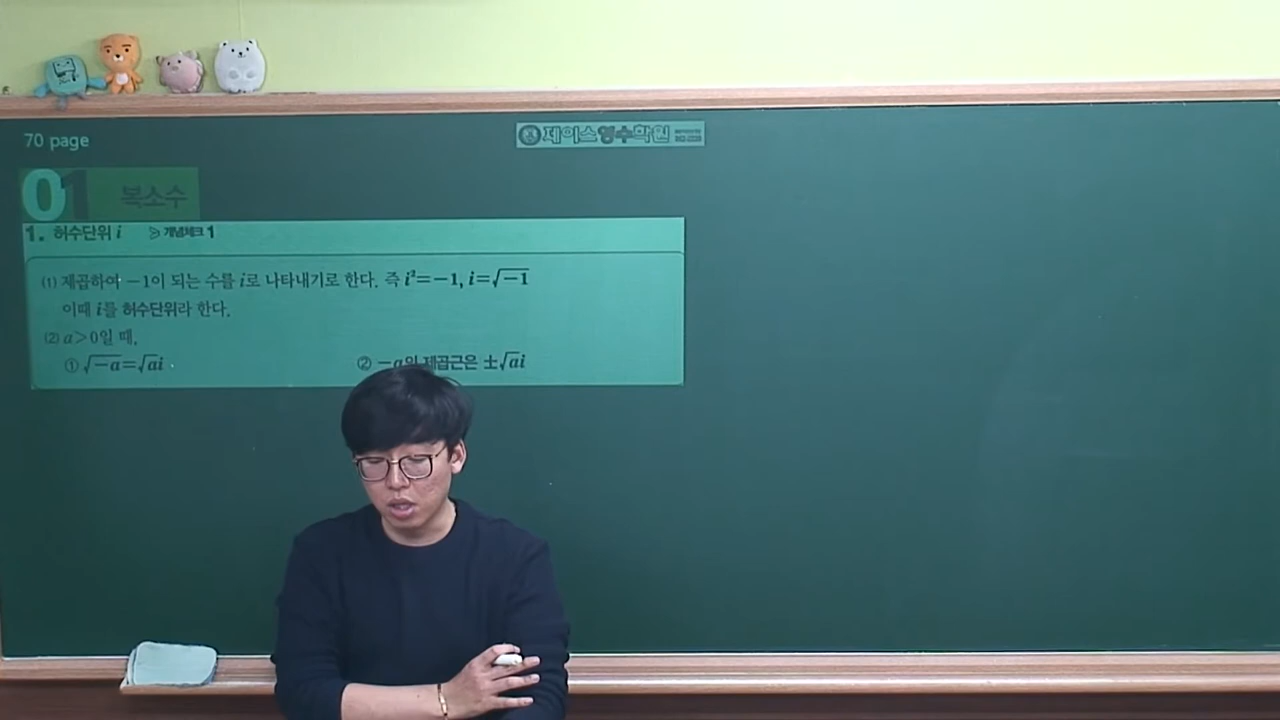 70 page
제이스영수학원
01 복소수
1. 허수단위 i ≫ 개념체크 1
(1) 제곱하여 −1이 되는 수를 i로 나타내기로 한다. 즉 i²=−1, i=√−1
이때 i를 허수단위라 한다.
(2) a>0일 때,
① √−a=√ai ② −a의 제곱근은 ±√ai